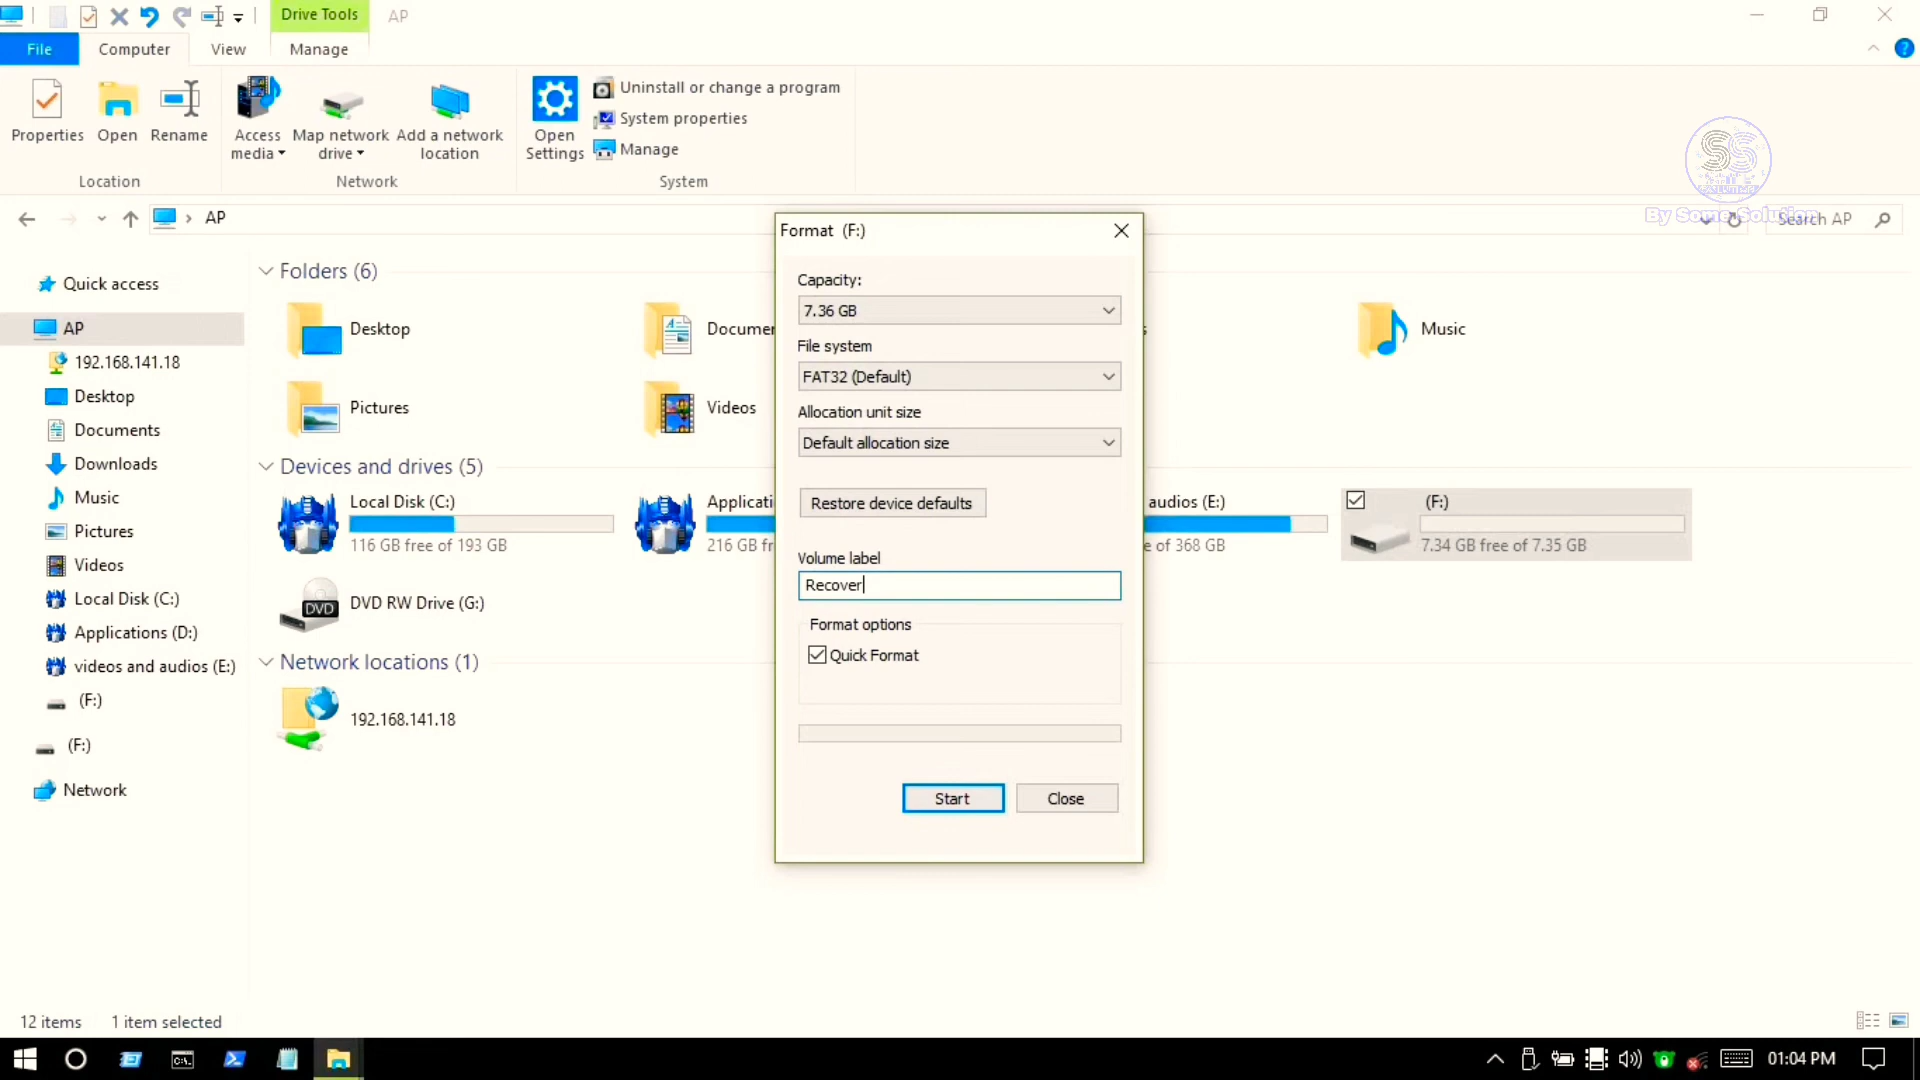 Drive Tools
AP
File
Computer
View
Manage
Properties
Open
Rename
Access media
Map network drive
Add a network location
Open Settings
Uninstall or change a program
System properties
Manage
Location
Network
System
SS
By Some Solution
AP
Search AP
Quick access
AP
192.168.141.18
Desktop
Documents
Downloads
Music
Pictures
Videos
Local Disk (C:)
Applications (D:)
videos and audios (E:)
(F:)
(F:)
Network
Folders (6)
Desktop
Documen
Music
Pictures
Videos
Devices and drives (5)
Local Disk (C:)
116 GB free of 193 GB
Applicati
216 GB fr
audios (E:)
e of 368 GB
(F:)
7.34 GB free of 7.35 GB
DVD
DVD RW Drive (G:)
Network locations (1)
192.168.141.18
Format (F:)
Capacity:
7.36 GB
File system
FAT32 (Default)
Allocation unit size
Default allocation size
Restore device defaults
Volume label
Recover
Format options
Quick Format
Start
Close
12 items
1 item selected
01:04 PM